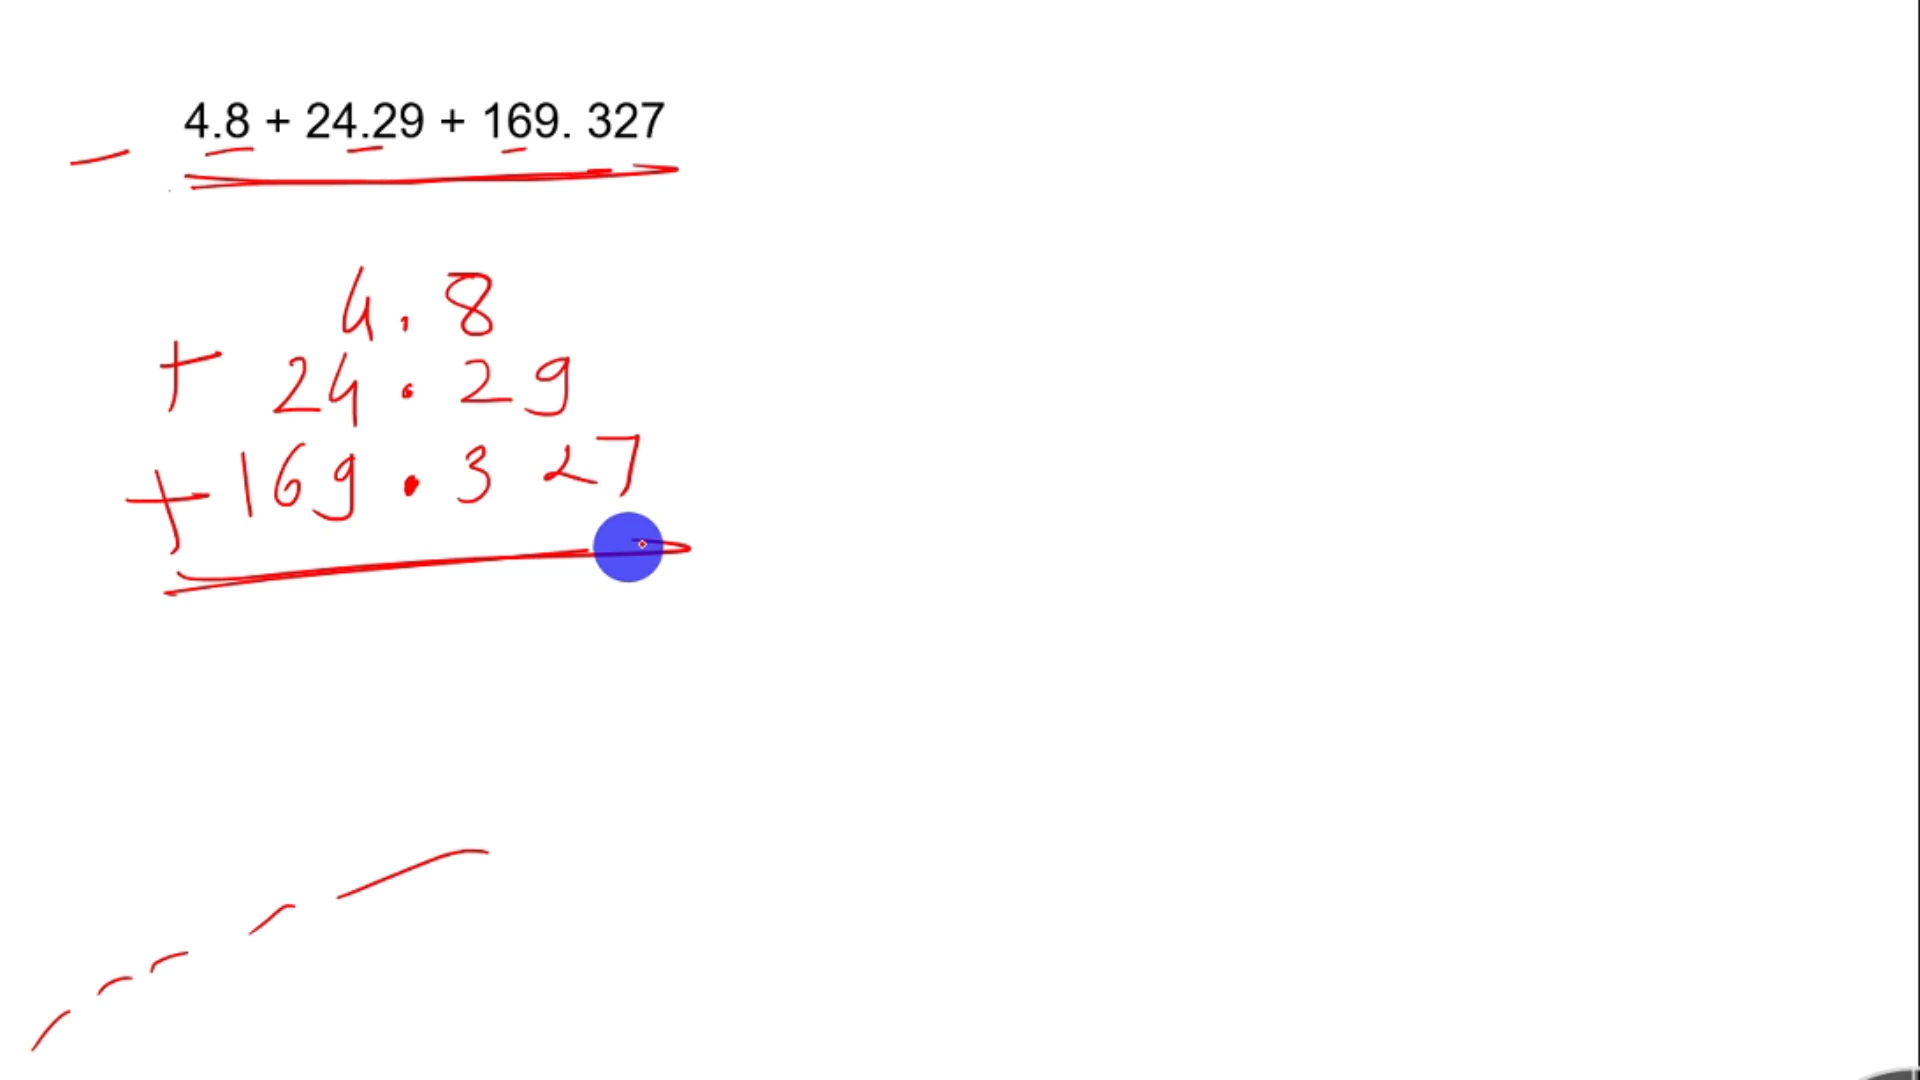 4.8 + 24.29 + 169. 327
4.8
+ 24.29
+169.327